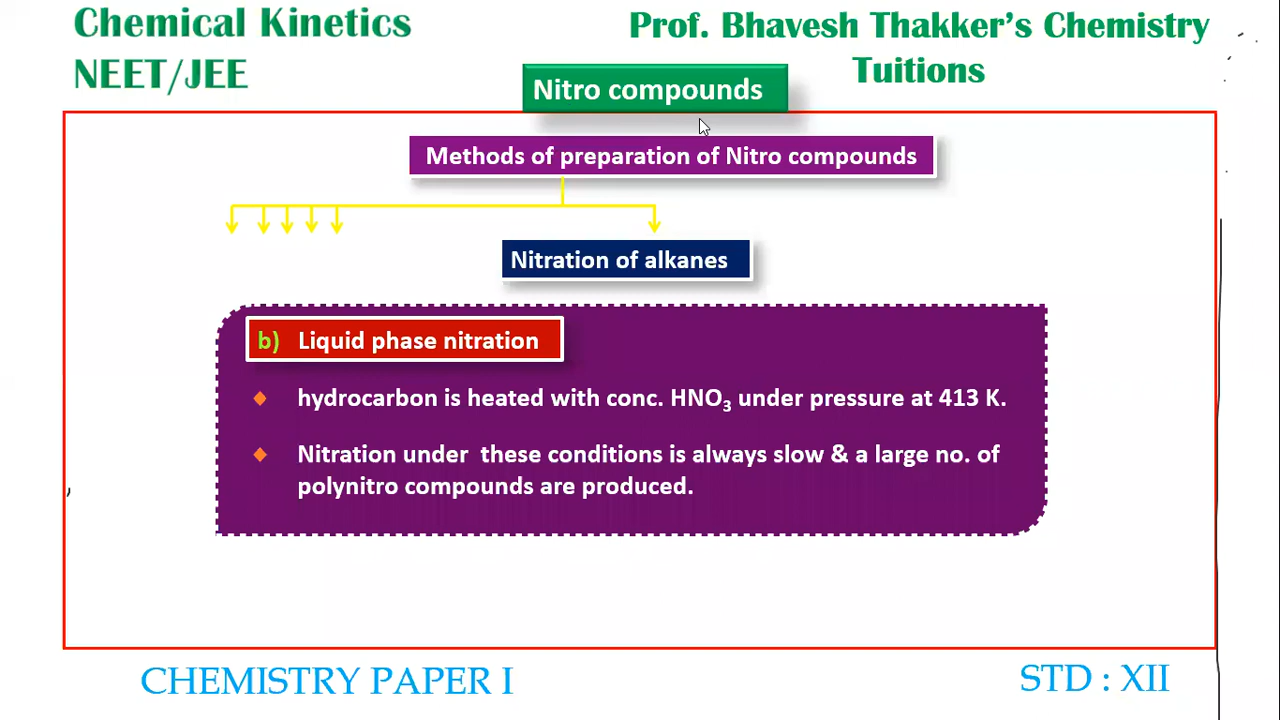 Chemical Kinetics
NEET/JEE
Prof. Bhavesh Thakker's Chemistry
Tuitions
Nitro compounds
Methods of preparation of Nitro compounds
Nitration of alkanes
b) Liquid phase nitration
hydrocarbon is heated with conc. HNO₃ under pressure at 413 K.
Nitration under these conditions is always slow & a large no. of
polynitro compounds are produced.
CHEMISTRY PAPER I
STD : XII